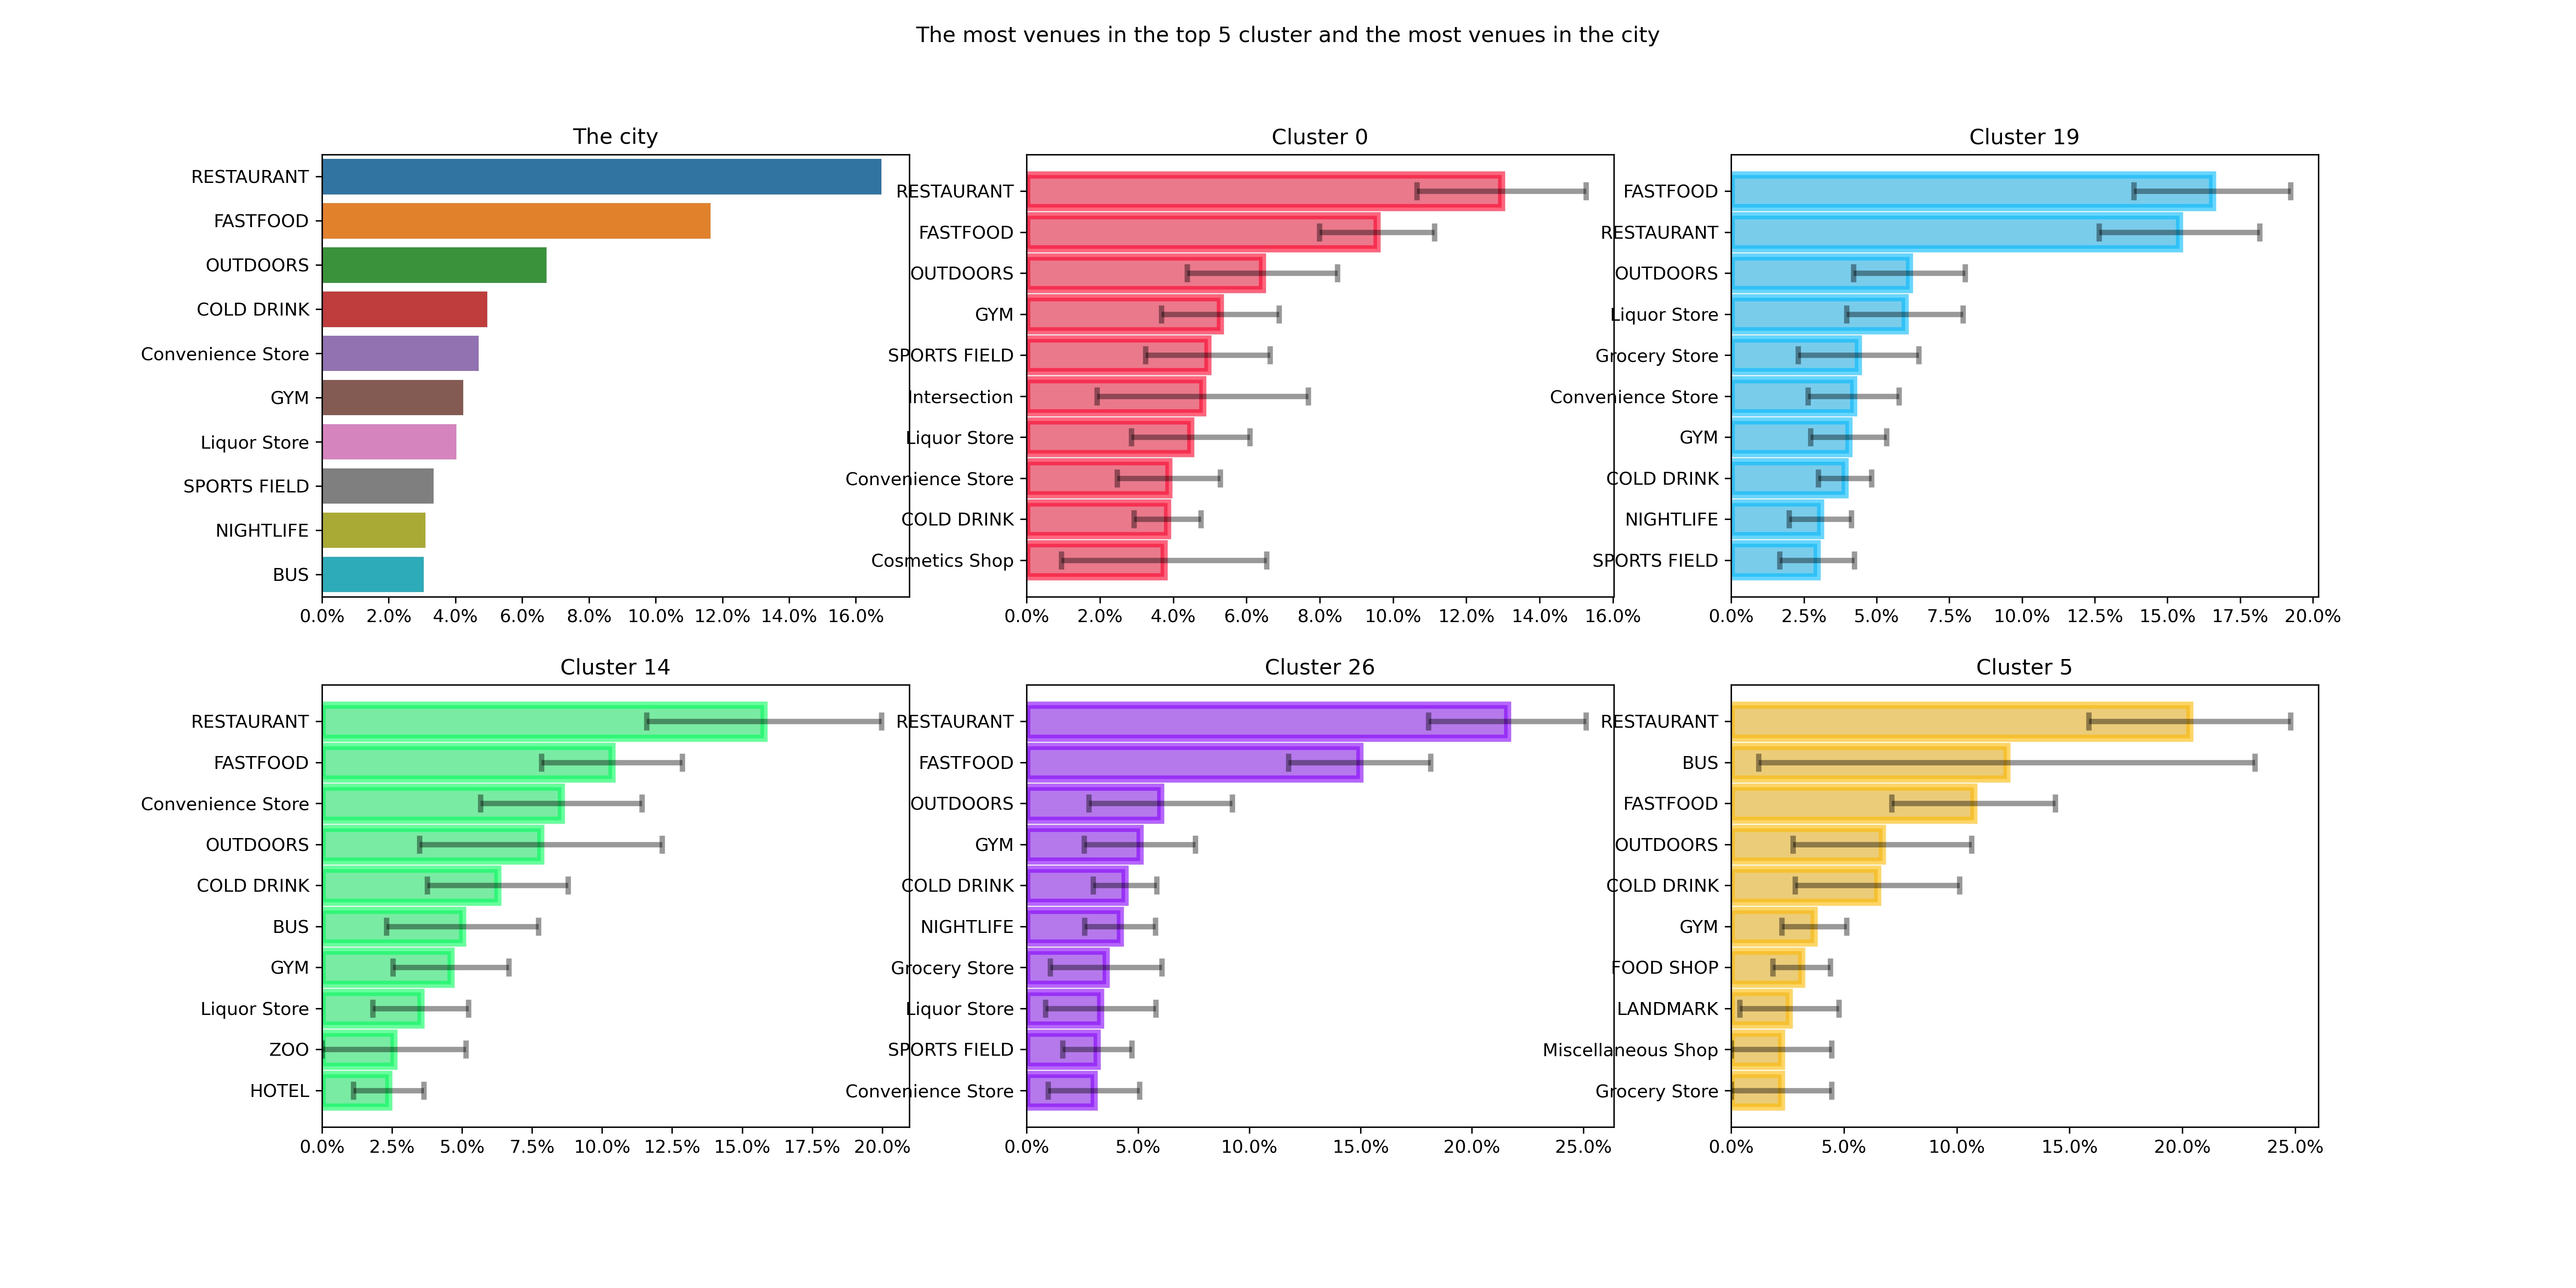 The most venues in the top 5 cluster and the most venues in the city
The city
RESTAURANT
FASTFOOD
OUTDOORS
COLD DRINK
Convenience Store
GYM
Liquor Store
SPORTS FIELD
NIGHTLIFE
BUS
0.0% 2.0% 4.0% 6.0% 8.0% 10.0% 12.0% 14.0% 16.0%
Cluster 0
RESTAURANT
FASTFOOD
OUTDOORS
GYM
SPORTS FIELD
Intersection
Liquor Store
Convenience Store
COLD DRINK
Cosmetics Shop
0.0% 2.0% 4.0% 6.0% 8.0% 10.0% 12.0% 14.0% 16.0%
Cluster 19
FASTFOOD
RESTAURANT
OUTDOORS
Liquor Store
Grocery Store
Convenience Store
GYM
COLD DRINK
NIGHTLIFE
SPORTS FIELD
0.0% 2.5% 5.0% 7.5% 10.0% 12.5% 15.0% 17.5% 20.0%
Cluster 14
RESTAURANT
FASTFOOD
Convenience Store
OUTDOORS
COLD DRINK
BUS
GYM
Liquor Store
ZOO
HOTEL
0.0% 2.5% 5.0% 7.5% 10.0% 12.5% 15.0% 17.5% 20.0%
Cluster 26
RESTAURANT
FASTFOOD
OUTDOORS
GYM
COLD DRINK
NIGHTLIFE
Grocery Store
Liquor Store
SPORTS FIELD
Convenience Store
0.0% 5.0% 10.0% 15.0% 20.0% 25.0%
Cluster 5
RESTAURANT
BUS
FASTFOOD
OUTDOORS
COLD DRINK
GYM
FOOD SHOP
LANDMARK
Miscellaneous Shop
Grocery Store
0.0% 5.0% 10.0% 15.0% 20.0% 25.0%